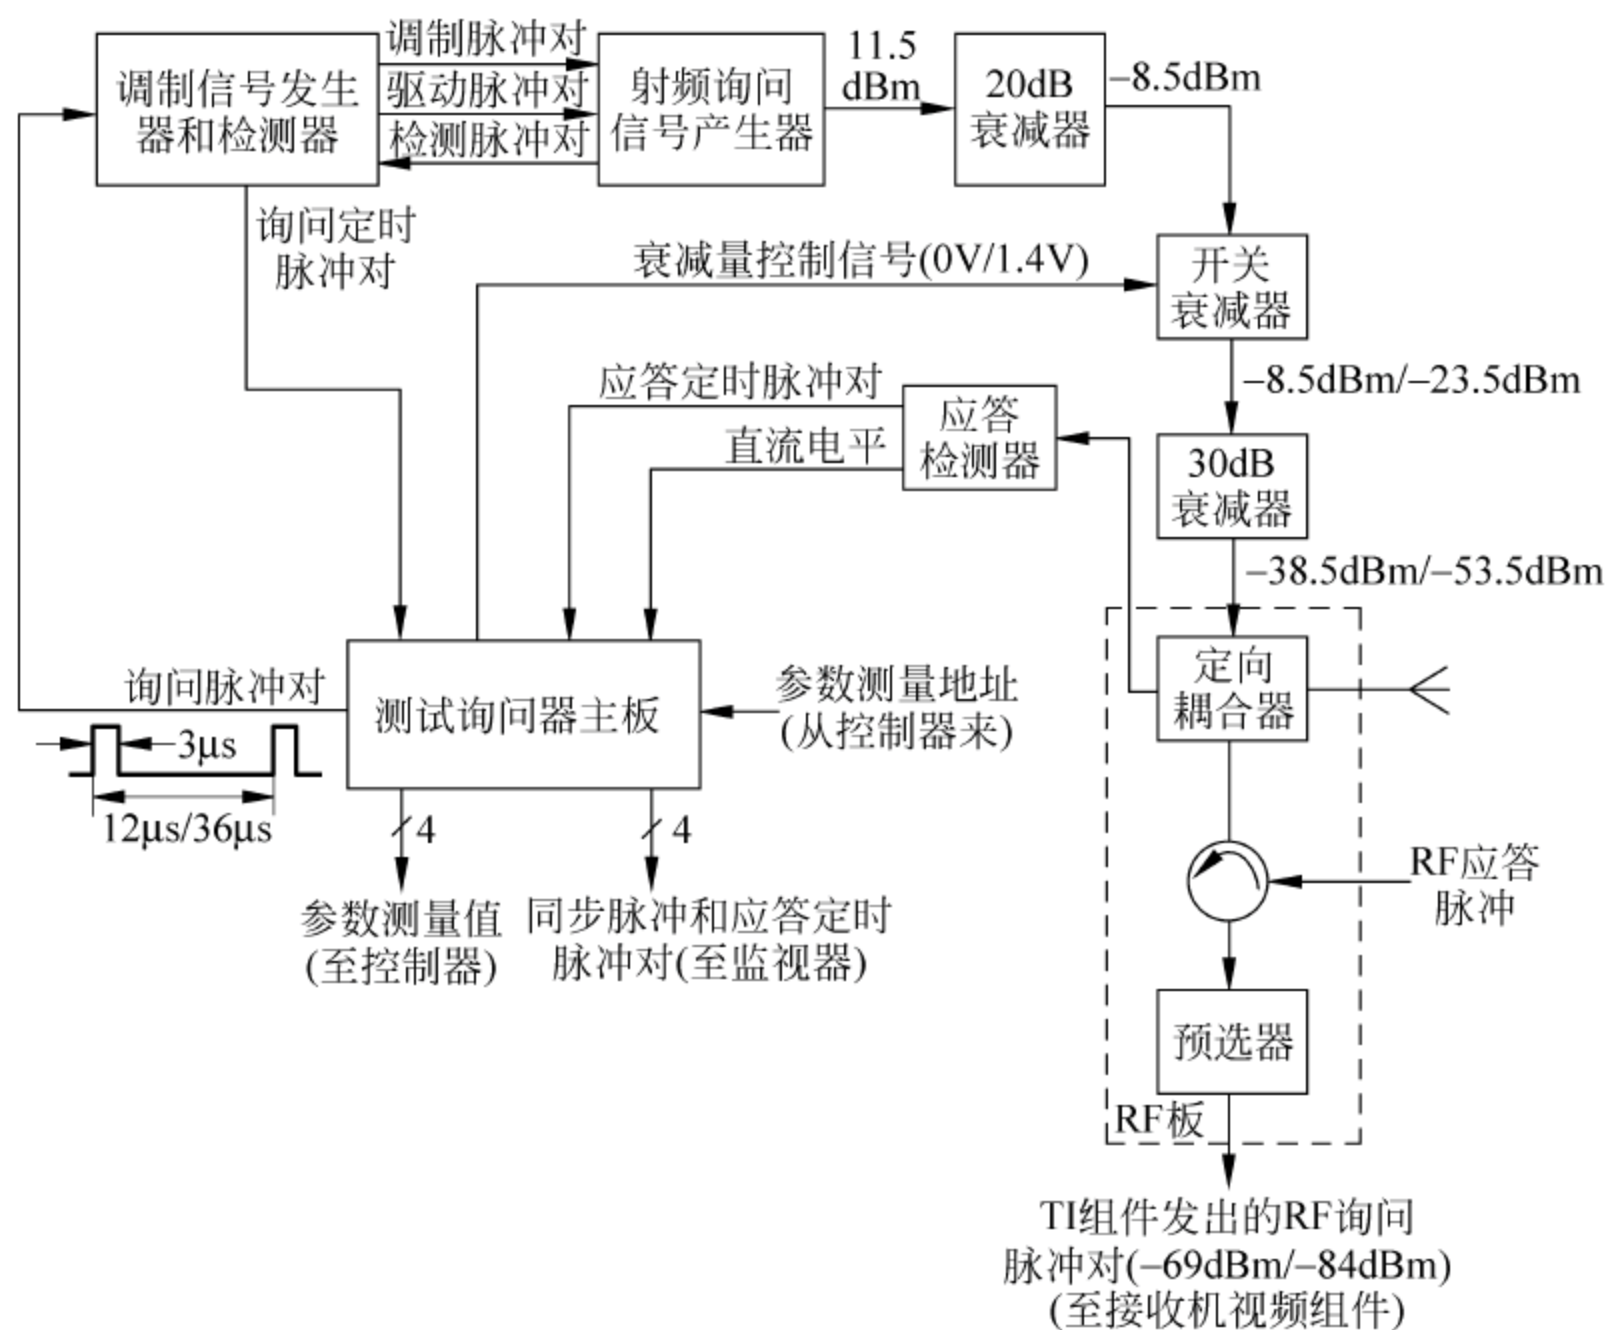 调制信号发生
器和检测器
调制脉冲对
驱动脉冲对
检测脉冲对
射频询问
信号产生器
11.5
dBm
20dB
衰减器
–8.5dBm
询问定时
脉冲对
衰减量控制信号(0V/1.4V)
开关
衰减器
–8.5dBm/–23.5dBm
应答定时脉冲对
直流电平
应答
检测器
30dB
衰减器
–38.5dBm/–53.5dBm
询问脉冲对
3μs
12μs/36μs
测试询问器主板
参数测量地址
(从控制器来)
定向
耦合器
4
4
参数测量值
(至控制器)
同步脉冲和应答定时
脉冲对(至监视器)
RF应答
脉冲
预选器
RF板
TI组件发出的RF询问
脉冲对(–69dBm/–84dBm)
(至接收机视频组件)